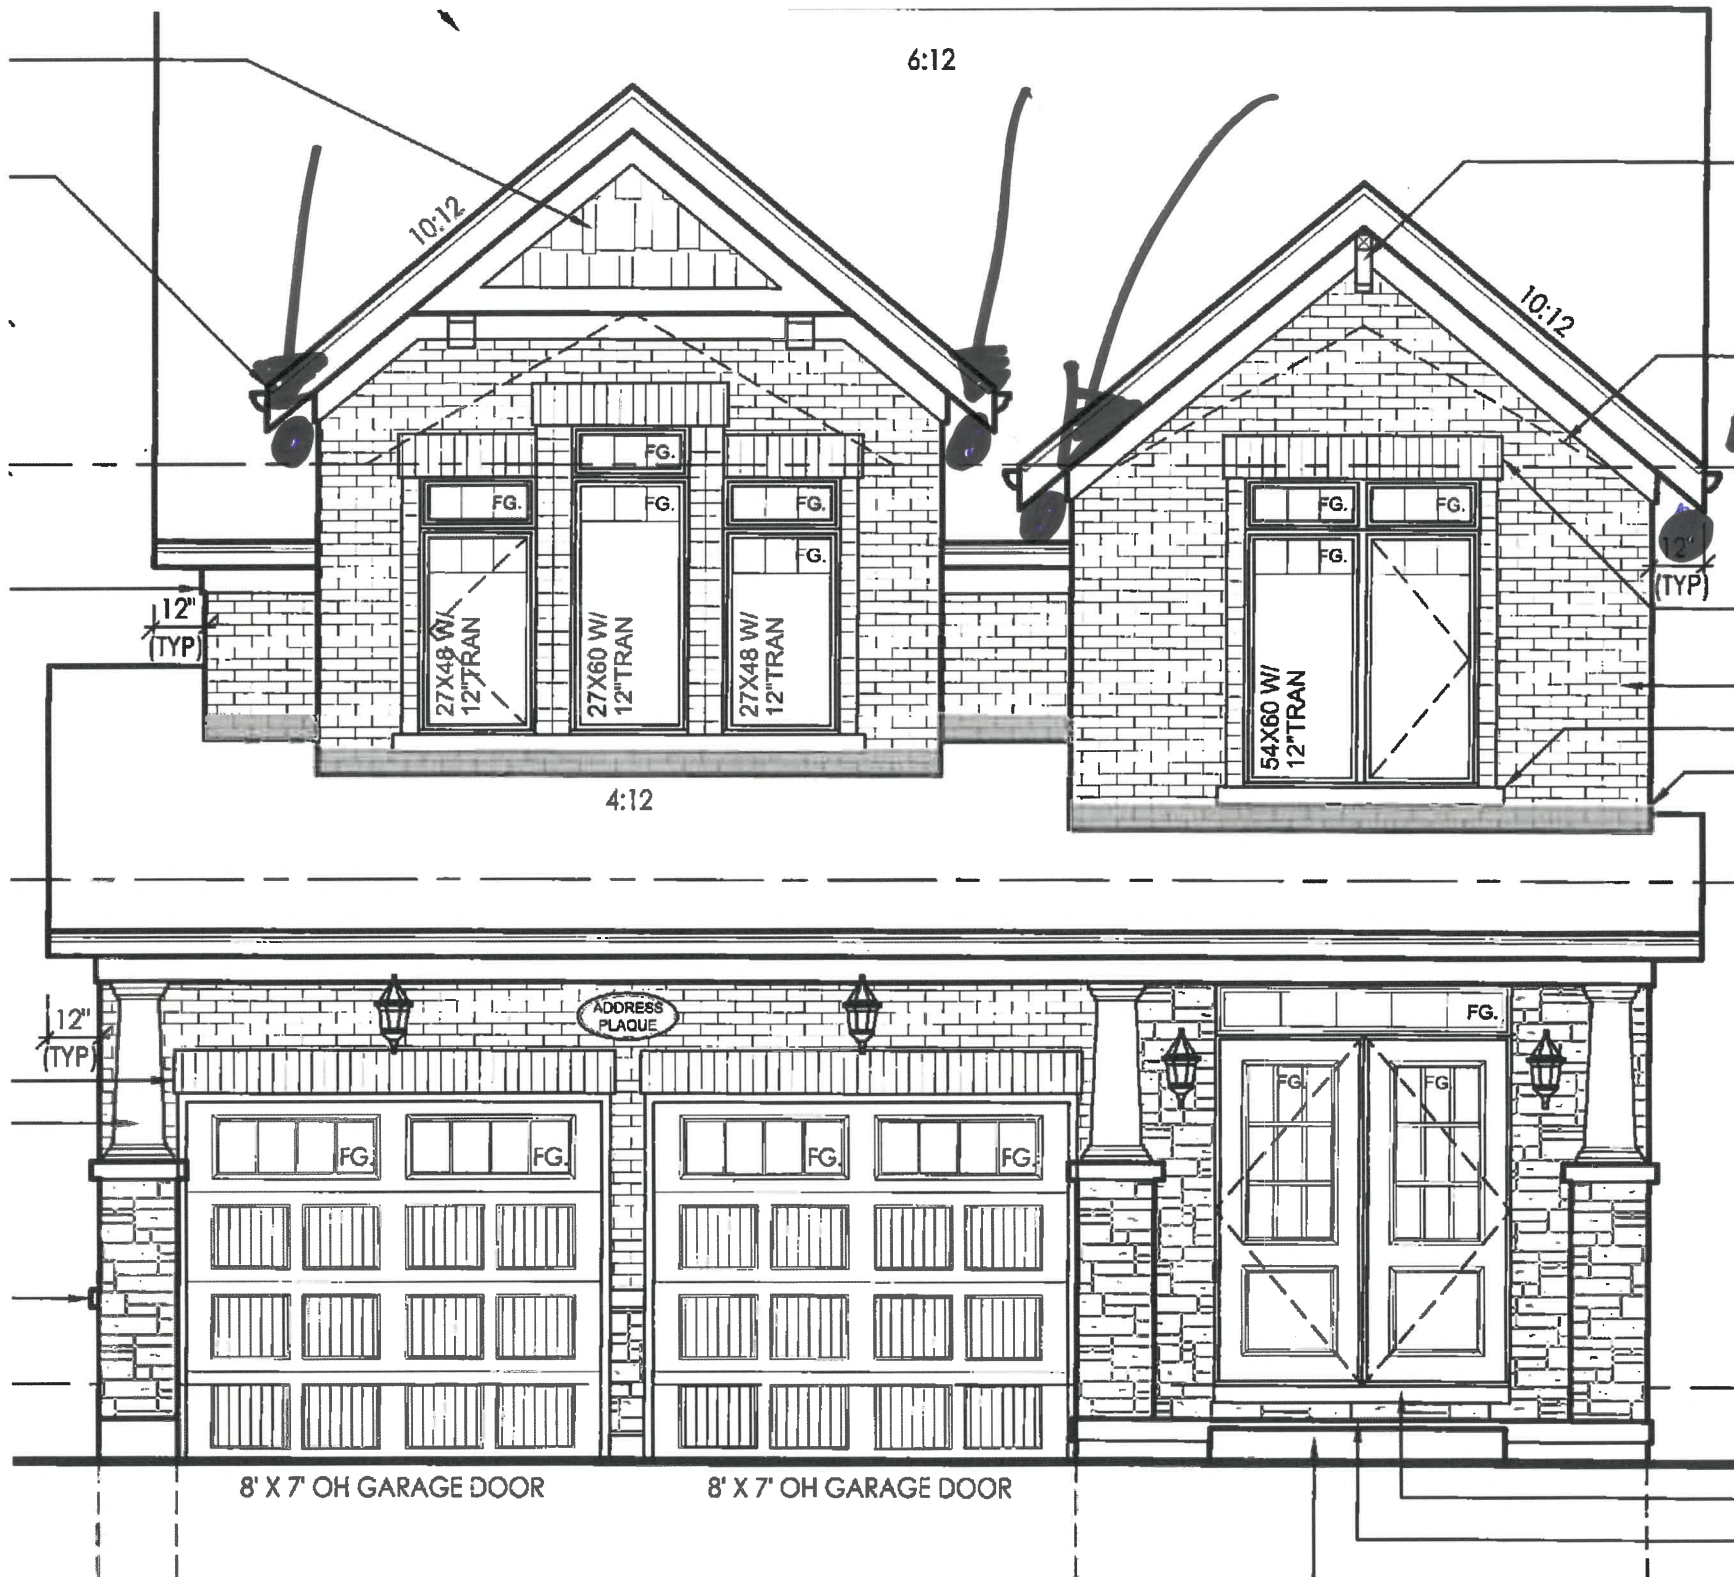 6:12
10:12
10:12
FG.
FG.
FG.
FG.
FG.
FG.
FG.
FG.
12"
(TYP)
12"
(TYP)
27X48 W/
12"TRAN
27X60 W/
12"TRAN
27X48 W/
12"TRAN
54X60 W/
12"TRAN
4:12
ADDRESS
PLAQUE
FG.
12"
(TYP)
FG.
FG.
FG.
FG.
FG.
FG.
8' X 7' OH GARAGE DOOR
8' X 7' OH GARAGE DOOR